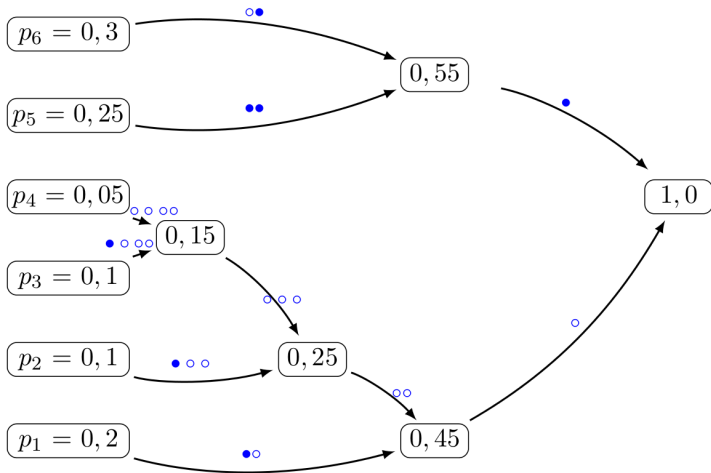 p₆ = 0, 3
0, 55
p₅ = 0, 25
p₄ = 0, 05
1, 0
0, 15
p₃ = 0, 1
p₂ = 0, 1
0, 25
p₁ = 0, 2
0, 45